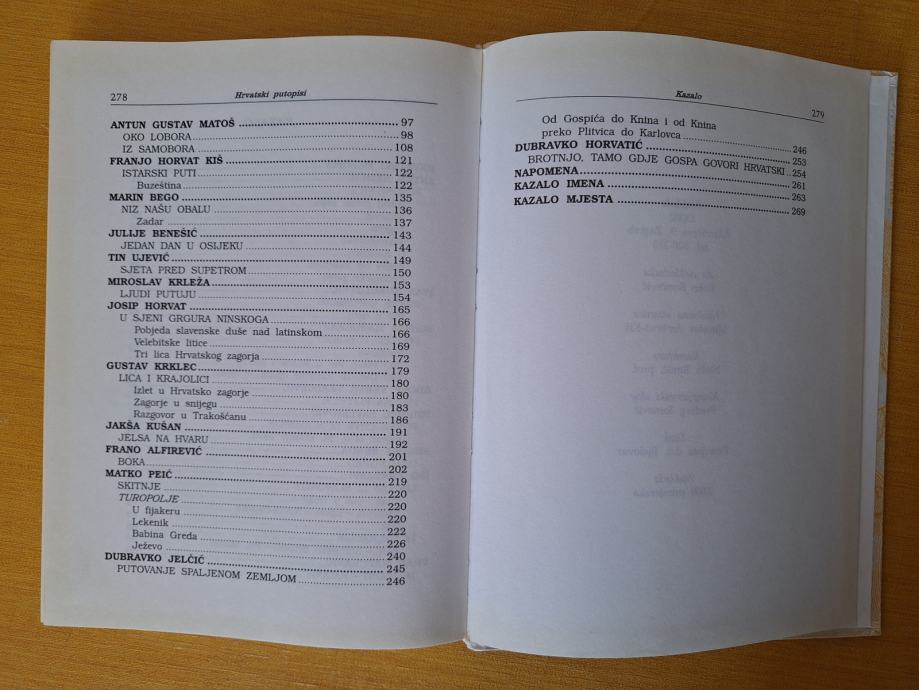 278 Hrvatski putopisi
ANTUN GUSTAV MATOŠ 97
OKO LOBORA 98
IZ SAMOBORA 108
FRANJO HORVAT KIŠ 121
ISTARSKI PUTI 122
Buzeština 122
MARIN BEGO 135
NIZ NAŠU OBALU 136
Zadar 137
JULIJE BENEŠIĆ 143
JEDAN DAN U OSIJEKU 144
TIN UJEVIĆ 149
SJETA PRED SUPETROM 150
MIROSLAV KRLEŽA 153
LJUDI PUTUJU 154
JOSIP HORVAT 165
U SJENI GRGURA NINSKOGA 166
Pobjeda slavenske duše nad latinskom 166
Velebitske litice 169
Tri lica Hrvatskog zagorja 172
GUSTAV KRKLEC 179
LICA I KRAJOLICI 180
Izlet u Hrvatsko zagorje 180
Zagorje u snijegu 183
Razgovor u Trakošćanu 186
JAKŠA KUŠAN 191
JELSA NA HVARU 192
FRANO ALFIREVIĆ 201
BOKA 202
MATKO PEIĆ 219
SKITNJE 220
TUROPOLJE 220
U fijakeru 220
Lekenik 222
Babina Greda 226
Ježevo 240
DUBRAVKO JELČIĆ 245
PUTOVANJE SPALJENOM ZEMLJOM 246
Kazalo 279
Od Gospića do Knina i od Knina
preko Plitvica do Karlovca 246
DUBRAVKO HORVATIĆ 253
BROTNJO, TAMO GDJE GOSPA GOVORI HRVATSKI 254
NAPOMENA 261
KAZALO IMENA 263
KAZALO MJESTA 269